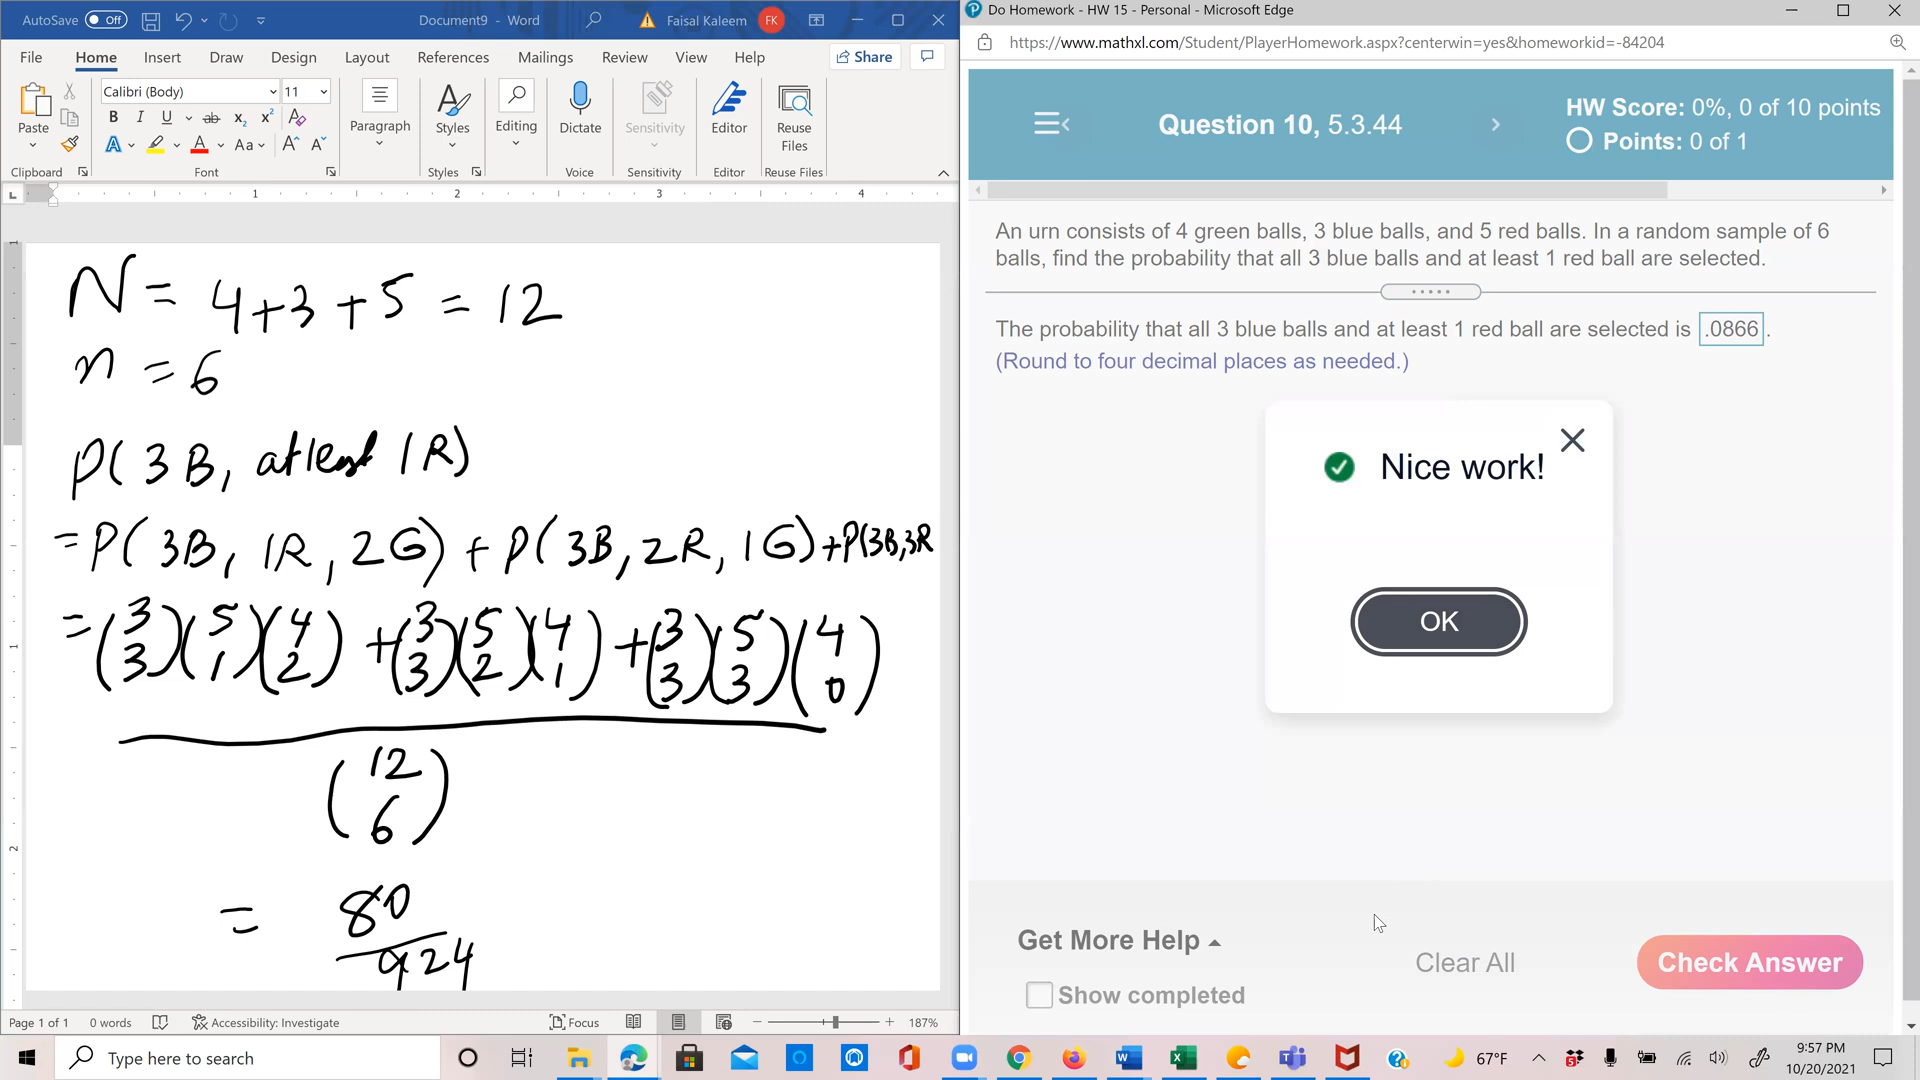 AutoSave Off Document9 - Word Faisal Kaleem FK
File Home Insert Draw Design Layout References Mailings Review View Help Share
Calibri (Body) 11
Paste B I U ab x₂ x² A Paragraph Styles Editing Dictate Sensitivity Editor Reuse Files
A A Aa A A
Clipboard Font Styles Voice Sensitivity Editor Reuse Files
1 2 3 4
N = 4+3+5 = 12
n = 6
P(3B, at least 1R)
= P(3B, 1R, 2G) + P(3B, 2R, 1G) + P(3B, 3R
= (3 3)(5 1)(4 2) + (3 3)(5 2)(4 1) + (3 3)(5 3)(4 0)
(12 6)
= 80
924
Page 1 of 1 0 words Accessibility: Investigate Focus 187%
Do Homework - HW 15 - Personal - Microsoft Edge
https://www.mathxl.com/Student/PlayerHomework.aspx?centerwin=yes&homeworkid=-84204
Question 10, 5.3.44
HW Score: 0%, 0 of 10 points
Points: 0 of 1
An urn consists of 4 green balls, 3 blue balls, and 5 red balls. In a random sample of 6
balls, find the probability that all 3 blue balls and at least 1 red ball are selected.
The probability that all 3 blue balls and at least 1 red ball are selected is .0866.
(Round to four decimal places as needed.)
Nice work!
OK
Get More Help
Clear All
Check Answer
Show completed
Type here to search
67°F
9:57 PM
10/20/2021